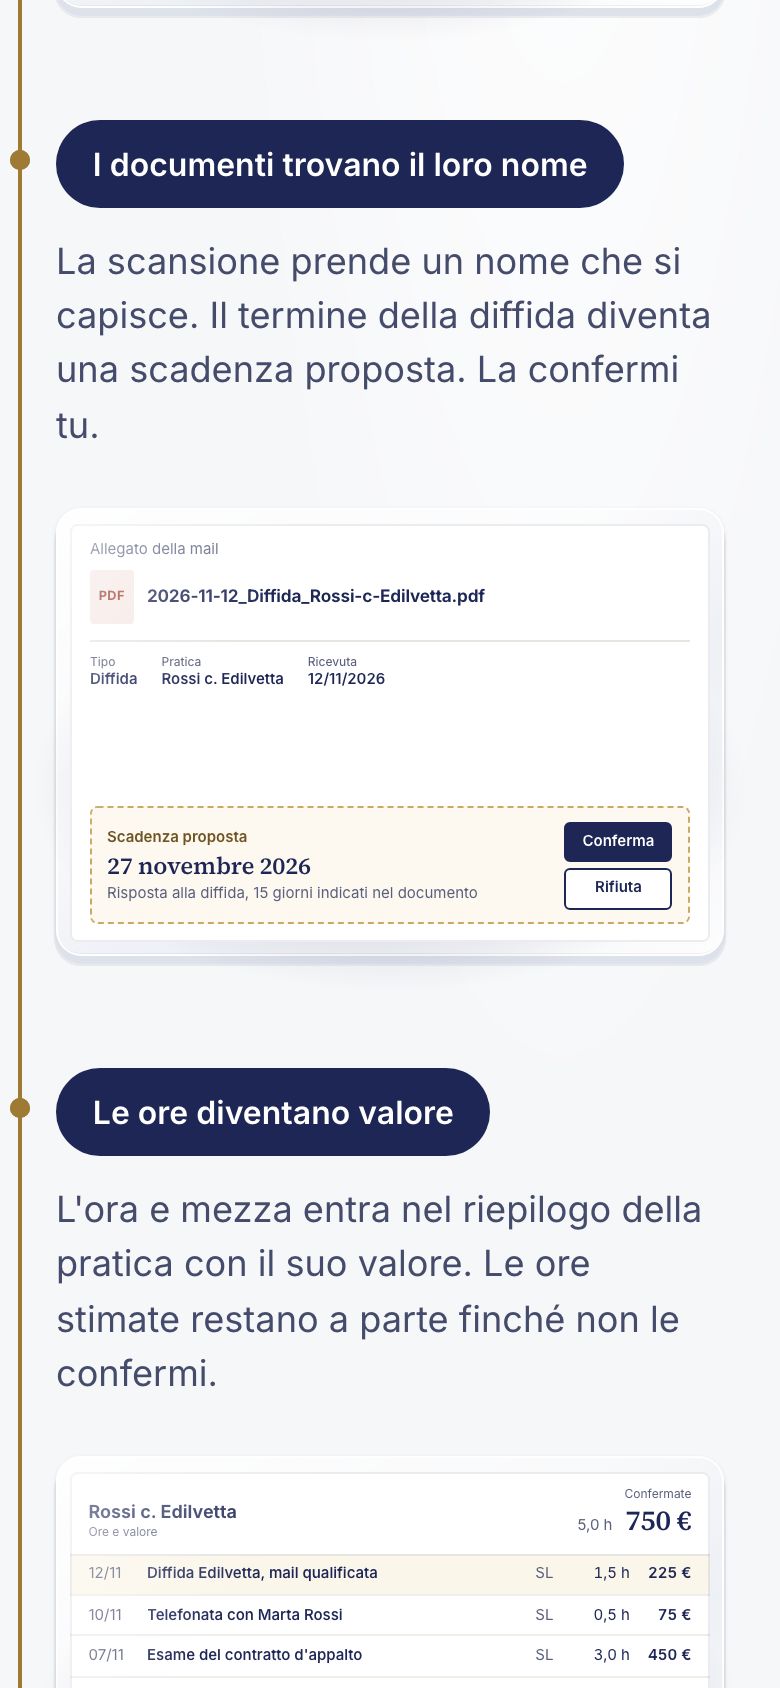 I documenti trovano il loro nome
La scansione prende un nome che si
capisce. Il termine della diffida diventa
una scadenza proposta. La confermi
tu.
Allegato della mail
PDF 2026-11-12_Diffida_Rossi-c-Edilvetta.pdf
Tipo Pratica Ricevuta
Diffida Rossi c. Edilvetta 12/11/2026
Scadenza proposta
27 novembre 2026
Risposta alla diffida, 15 giorni indicati nel documento
Conferma
Rifiuta
Le ore diventano valore
L'ora e mezza entra nel riepilogo della
pratica con il suo valore. Le ore
stimate restano a parte finché non le
confermi.
Rossi c. Edilvetta
Ore e valore
Confermate
5,0 h 750 €
12/11 Diffida Edilvetta, mail qualificata SL 1,5 h 225 €
10/11 Telefonata con Marta Rossi SL 0,5 h 75 €
07/11 Esame del contratto d'appalto SL 3,0 h 450 €